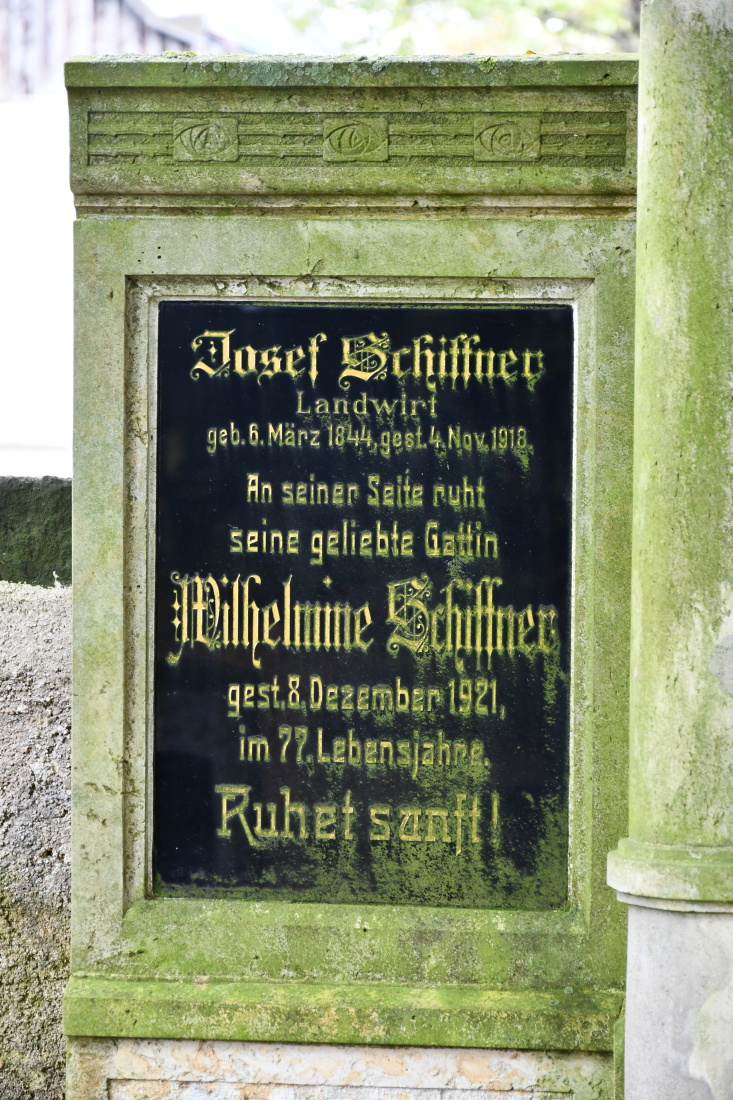 Josef Schiffner
Landwirt
geb. 6. März 1844, gest. 4. Nov. 1918.
An seiner Seite ruht
seine geliebte Gattin
Wilhelmine Schiffner
gest. 8. Dezember 1921,
im 77. Lebensjahre.
Ruhet sanft!